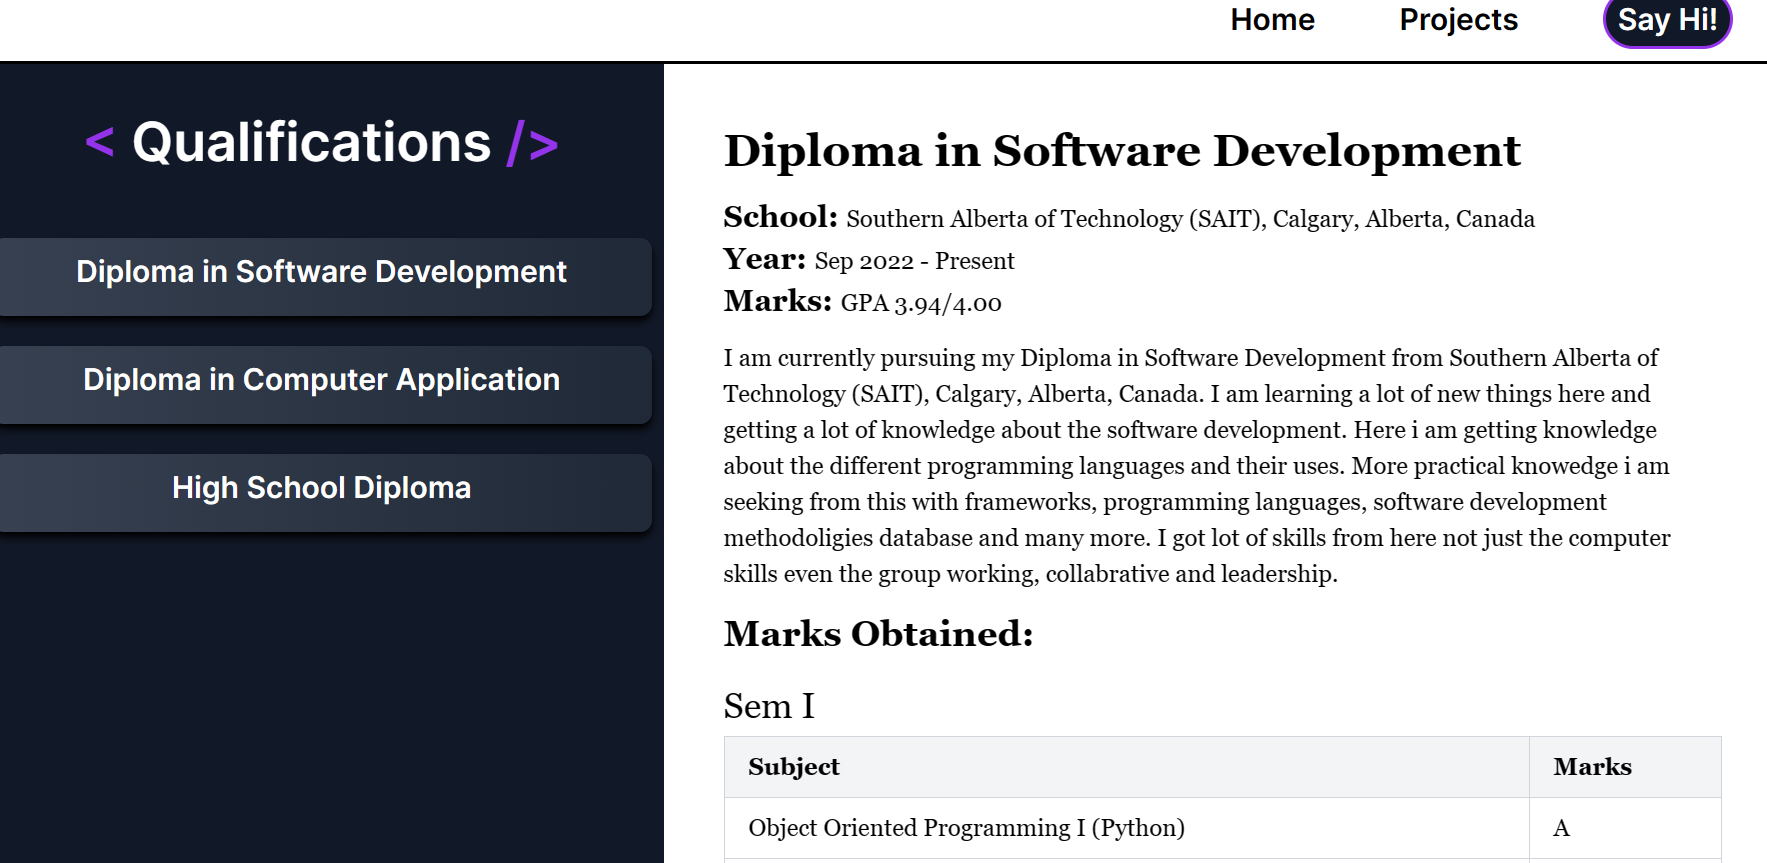 Home Projects Say Hi!
< Qualifications />
Diploma in Software Development
Diploma in Computer Application
High School Diploma
Diploma in Software Development
School: Southern Alberta of Technology (SAIT), Calgary, Alberta, Canada
Year: Sep 2022 - Present
Marks: GPA 3.94/4.00
I am currently pursuing my Diploma in Software Development from Southern Alberta of
Technology (SAIT), Calgary, Alberta, Canada. I am learning a lot of new things here and
getting a lot of knowledge about the software development. Here i am getting knowledge
about the different programming languages and their uses. More practical knowedge i am
seeking from this with frameworks, programming languages, software development
methodoligies database and many more. I got lot of skills from here not just the computer
skills even the group working, collabrative and leadership.
Marks Obtained:
Sem I
Subject Marks
Object Oriented Programming I (Python) A